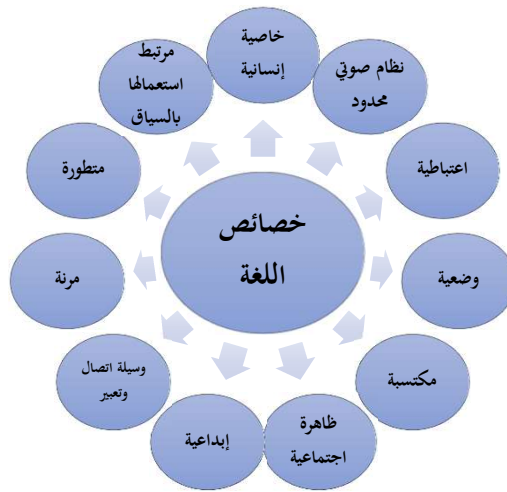 خصائص
اللغة
خاصية
إنسانية
نظام صوتي
محدود
اعتباطية
وضعية
مكتسبة
ظاهرة
اجتماعية
إبداعية
وسيلة اتصال
وتعبير
مرنة
متطورة
مرتبط
استعمالها
بالسياق